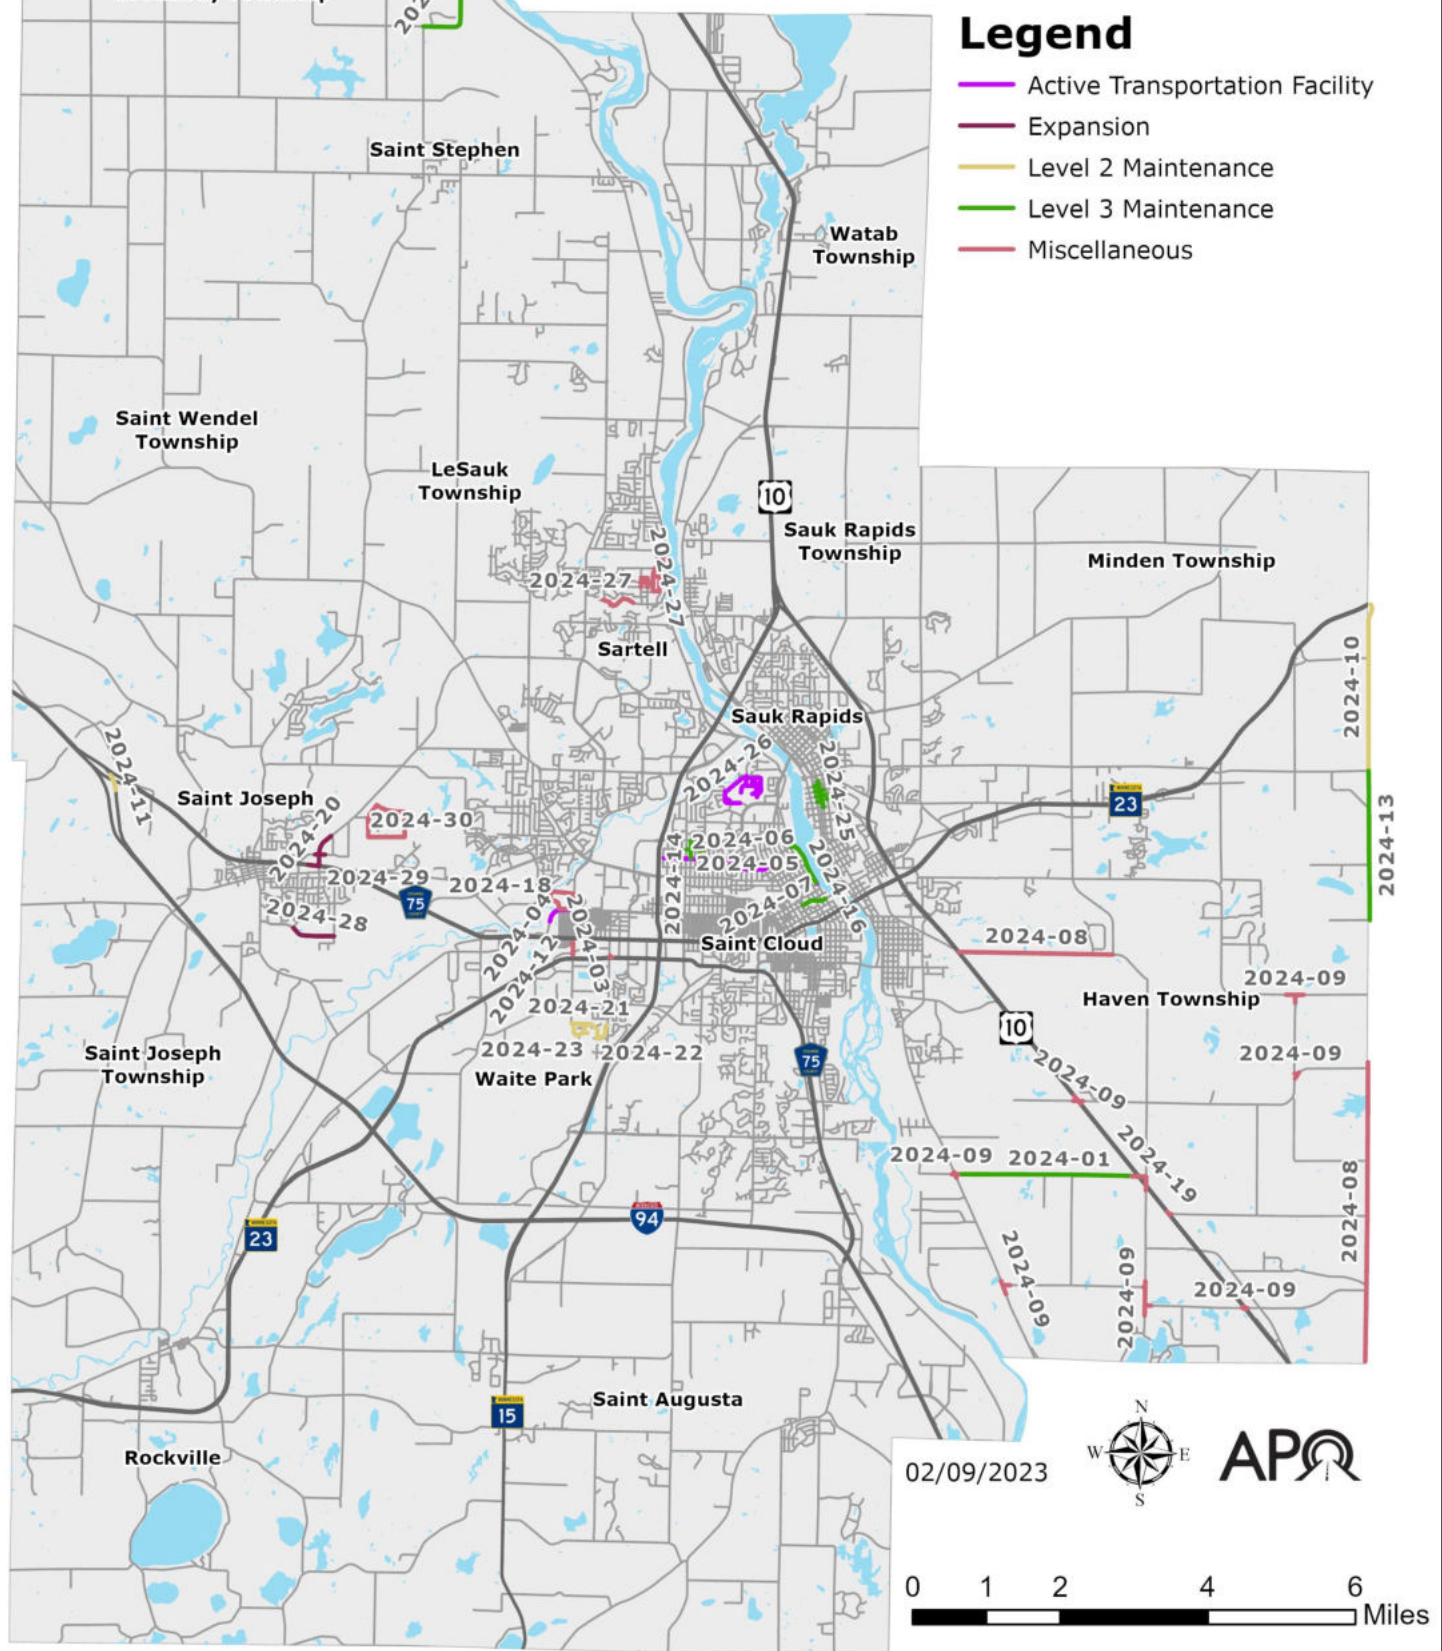 Legend
Active Transportation Facility
Expansion
Level 2 Maintenance
Level 3 Maintenance
Miscellaneous
Saint Stephen
Watab
Township
Saint Wendel
Township
LeSauk
Township
10
Sauk Rapids
Township
Minden Township
2024-27
2024-27
Sartell
2024-10
Sauk Rapids
2024-11
2024-26
2024-25
Saint Joseph
2024-20
2024-30
23
2024-13
2024-14
2024-06
2024-05
2024-29
2024-18
75
2024-07
2024-16
2024-28
2024-04
2024-03
2024-12
Saint Cloud
2024-08
2024-09
Haven Township
2024-21
10
2024-23
2024-22
Waite Park
75
Saint Joseph
Township
2024-09
2024-09
2024-09
2024-01
2024-19
2024-08
94
23
2024-09
2024-09
2024-09
15
Saint Augusta
Rockville
02/09/2023
N
W
E
S
APO
0
1
2
4
6
Miles